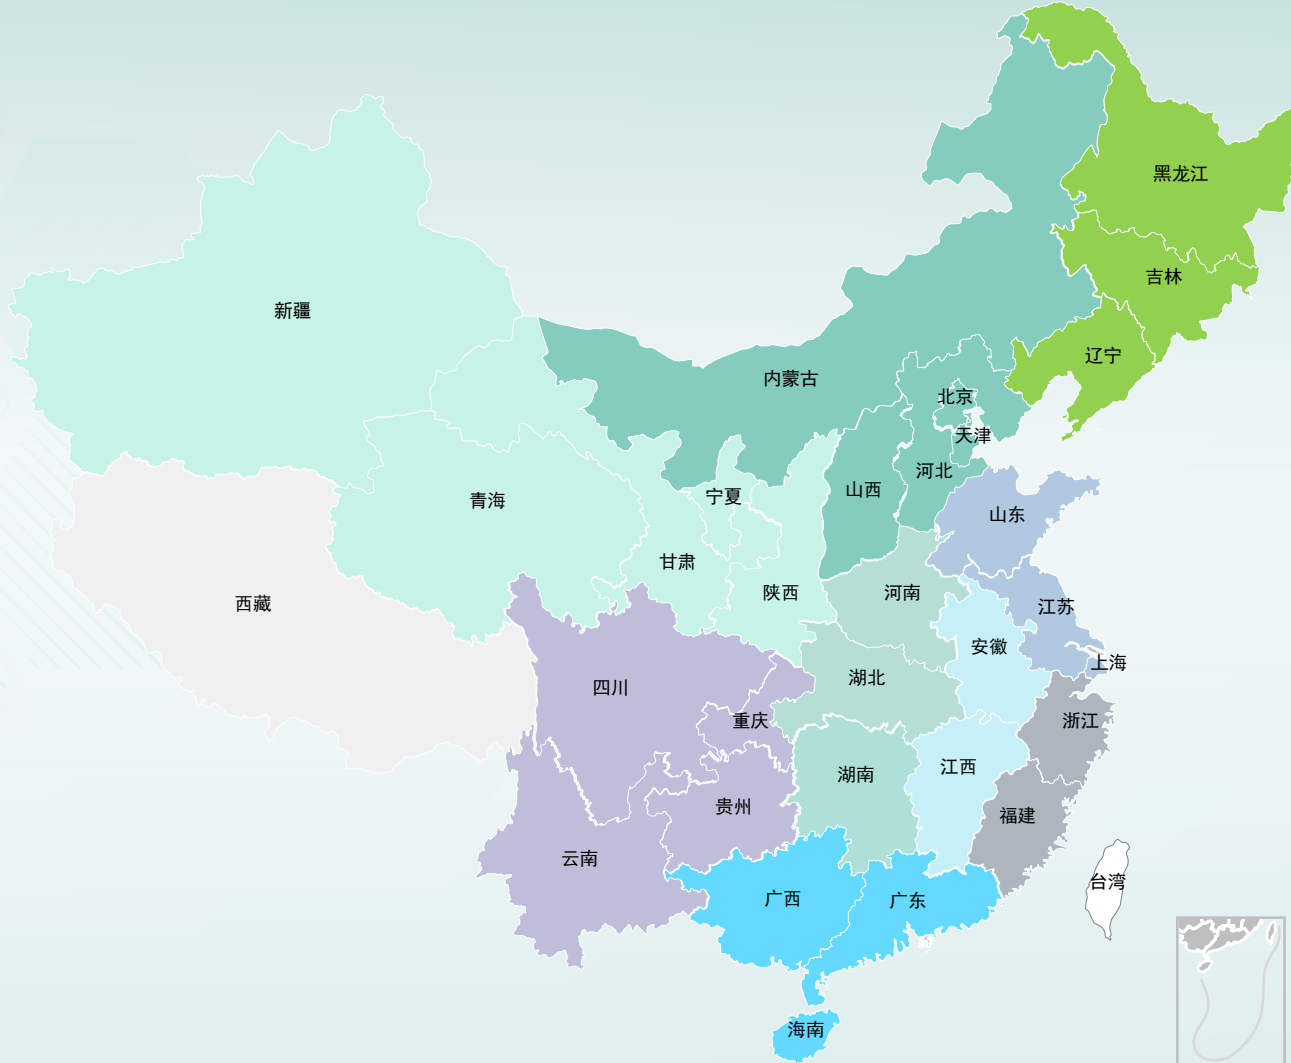 黑龙江
吉林
新疆
辽宁
内蒙古
北京
天津
河北
山西
宁夏
青海
山东
甘肃
陕西
河南
西藏
江苏
安徽
上海
湖北
四川
重庆
浙江
江西
湖南
贵州
福建
云南
台湾
广西
广东
海南